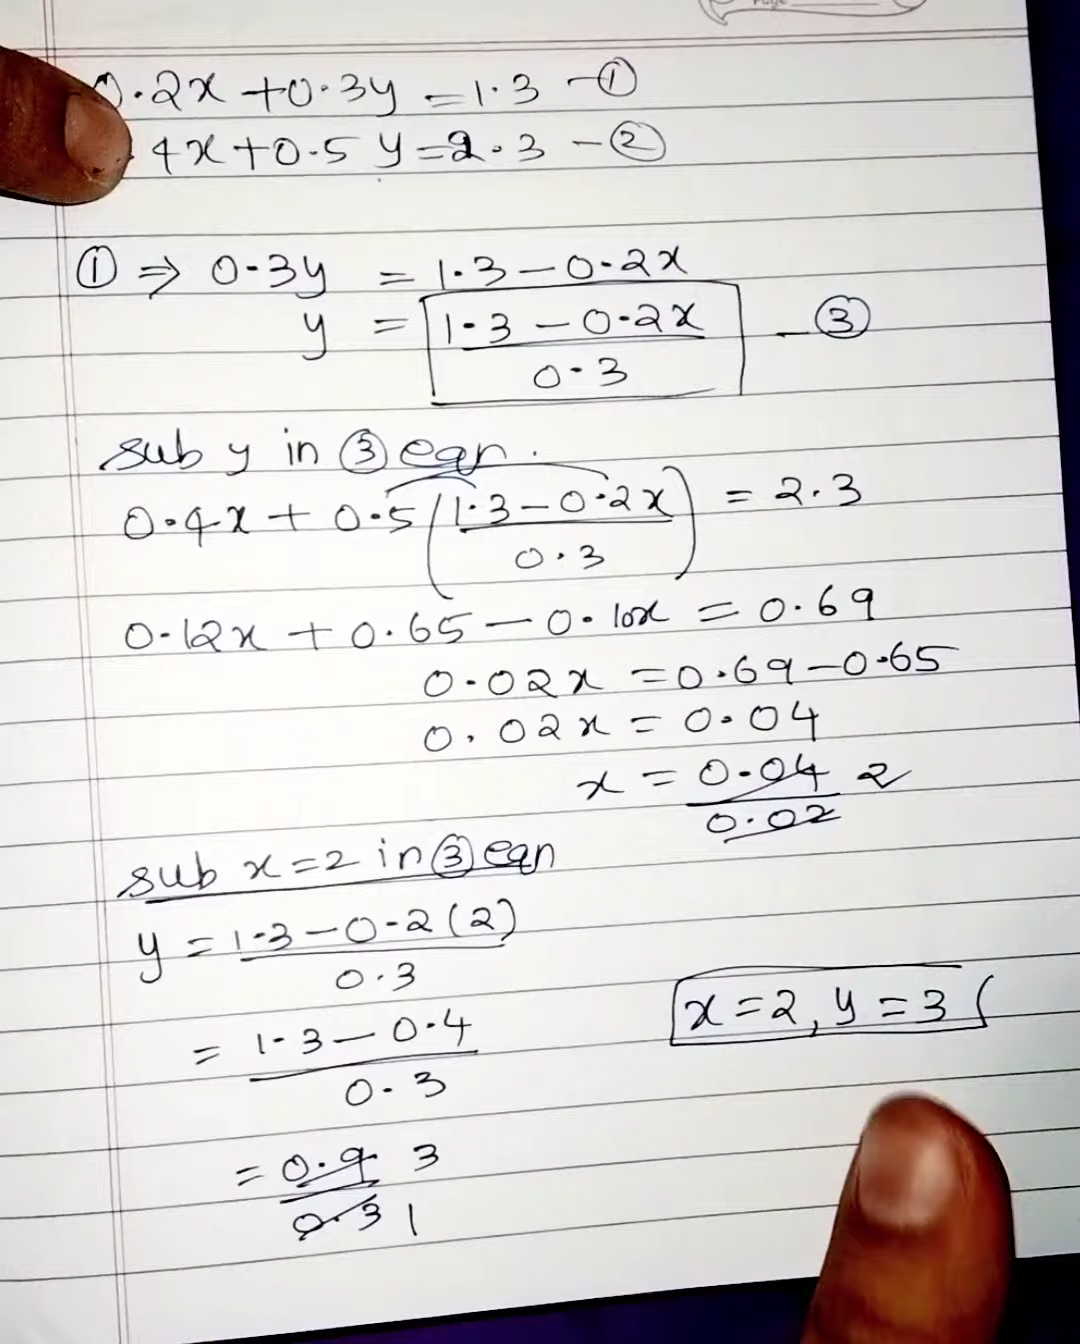 0.2x + 0.3y = 1.3 - ①
4x + 0.5 y = 2.3 - ②
① ⇒ 0.3y = 1.3 - 0.2x
y = (1.3 - 0.2x)/0.3 - ③
sub y in ③ eqn.
0.4x + 0.5 ((1.3 - 0.2x)/0.3) = 2.3
0.12x + 0.65 - 0.10x = 0.69
0.02x = 0.69 - 0.65
0.02x = 0.04
x = 0.04/0.02 2
sub x=2 in ③ eqn
y = (1.3 - 0.2(2))/0.3
= (1.3 - 0.4)/0.3
x=2, y=3
= 0.9/0.3 3 1